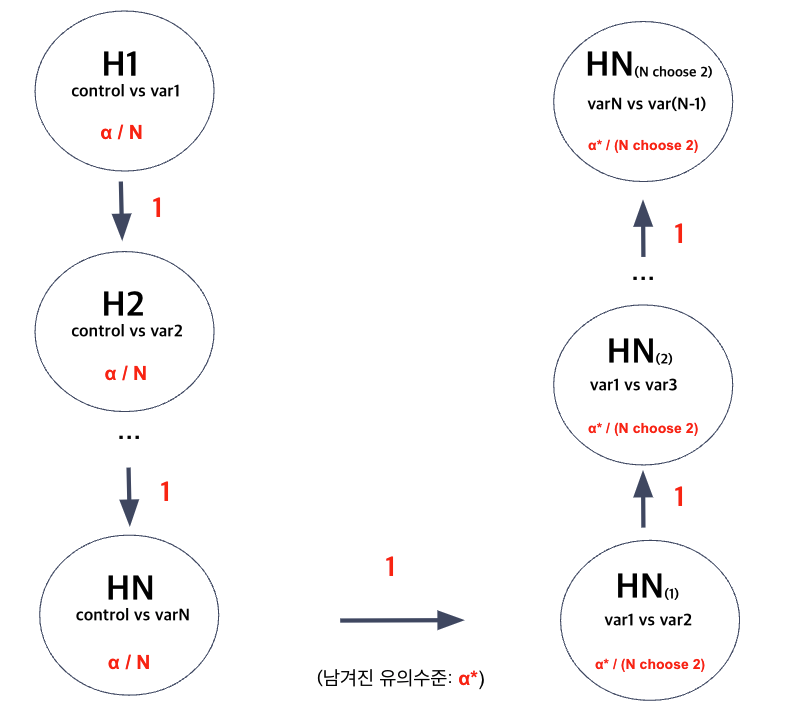 H1
control vs var1
α / N
1
H2
control vs var2
α / N
...
1
HN
control vs varN
α / N
1
(남겨진 유의수준: α*)
HN(1)
var1 vs var2
α* / (N choose 2)
1
HN(2)
var1 vs var3
α* / (N choose 2)
...
1
HN(N choose 2)
varN vs var(N-1)
α* / (N choose 2)